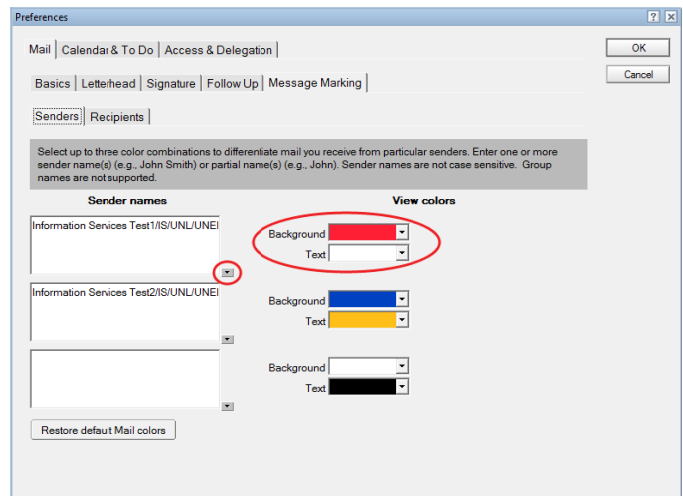 Preferences
Mail Calendar & To Do Access & Delegation
OK
Cancel
Basics Letterhead Signature Follow Up Message Marking
Senders Recipients
Select up to three color combinations to differentiate mail you receive from particular senders. Enter one or more
sender name(s) (e.g., John Smith) or partial name(s) (e.g., John). Sender names are not case sensitive. Group
names are not supported.
Sender names View colors
Information Services Test1/IS/UNL/UNEI
Background
Text
Information Services Test2/IS/UNL/UNEI
Background
Text
Background
Text
Restore defaut Mail colors